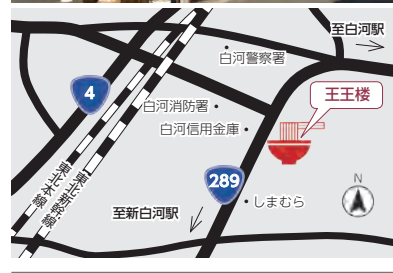 至白河駅
白河警察署
4
王王楼
白河消防署
白河信用金庫
289
しまむら
N
至新白河駅
東北新幹線
東北本線